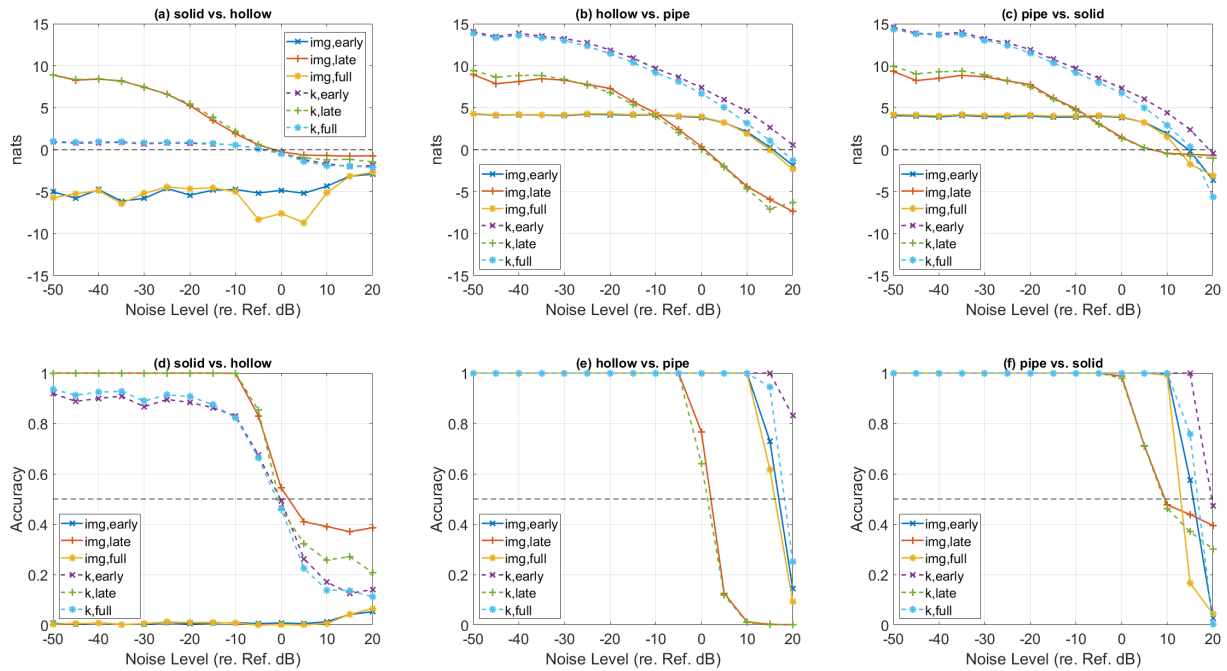 (a) solid vs. hollow
15
10
5
0
-5
-10
-15
nats
-50 -40 -30 -20 -10 0 10 20
Noise Level (re. Ref. dB)
img,early
img,late
img,full
k,early
k,late
k,full
(b) hollow vs. pipe
15
10
5
0
-5
-10
-15
nats
-50 -40 -30 -20 -10 0 10 20
Noise Level (re. Ref. dB)
img,early
img,late
img,full
k,early
k,late
k,full
(c) pipe vs. solid
15
10
5
0
-5
-10
-15
nats
-50 -40 -30 -20 -10 0 10 20
Noise Level (re. Ref. dB)
img,early
img,late
img,full
k,early
k,late
k,full
(d) solid vs. hollow
1
0.8
0.6
0.4
0.2
0
Accuracy
-50 -40 -30 -20 -10 0 10 20
Noise Level (re. Ref. dB)
img,early
img,late
img,full
k,early
k,late
k,full
(e) hollow vs. pipe
1
0.8
0.6
0.4
0.2
0
Accuracy
-50 -40 -30 -20 -10 0 10 20
Noise Level (re. Ref. dB)
img,early
img,late
img,full
k,early
k,late
k,full
(f) pipe vs. solid
1
0.8
0.6
0.4
0.2
0
Accuracy
-50 -40 -30 -20 -10 0 10 20
Noise Level (re. Ref. dB)
img,early
img,late
img,full
k,early
k,late
k,full